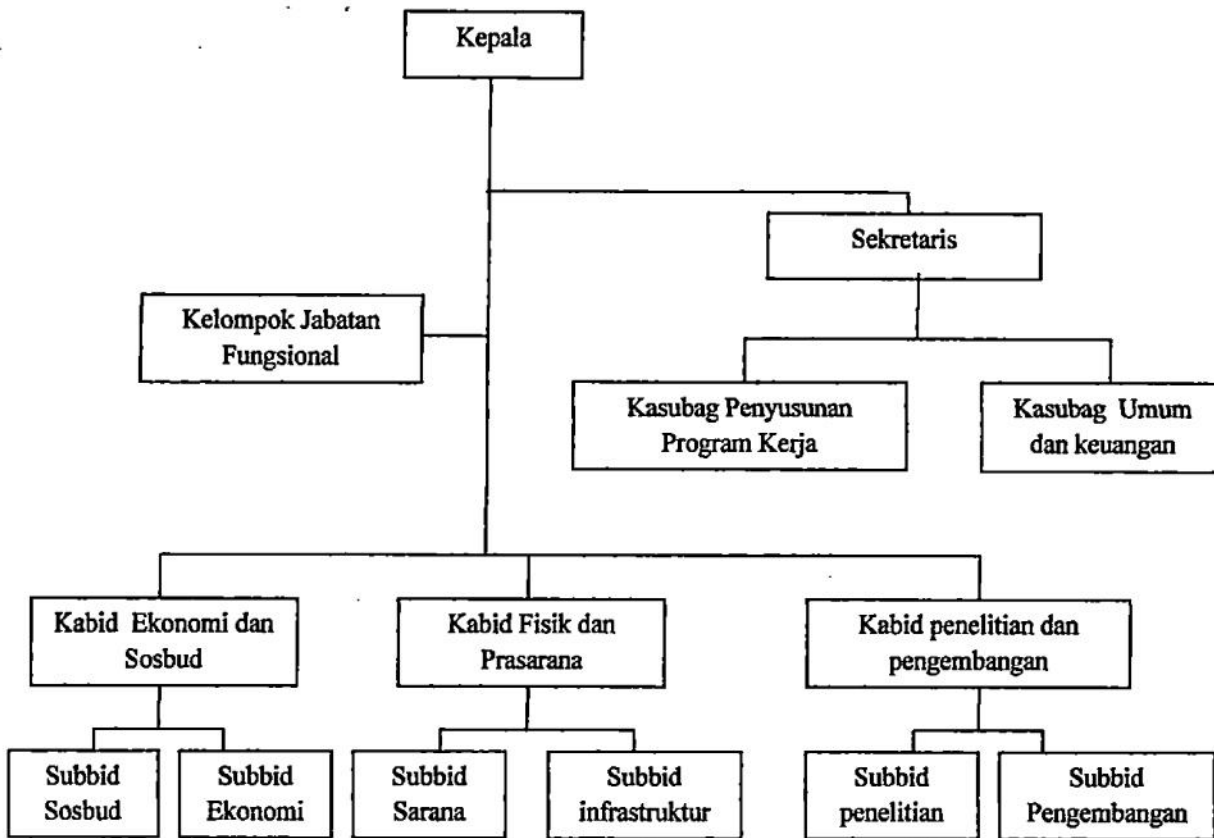 Kepala
Sekretaris
Kelompok Jabatan
Fungsional
Kasubag Penyusunan
Program Kerja
Kasubag Umum
dan keuangan
Kabid Ekonomi dan
Sosbud
Kabid Fisik dan
Prasarana
Kabid penelitian dan
pengembangan
Subbid
Sosbud
Subbid
Ekonomi
Subbid
Sarana
Subbid
infrastruktur
Subbid
penelitian
Subbid
Pengembangan